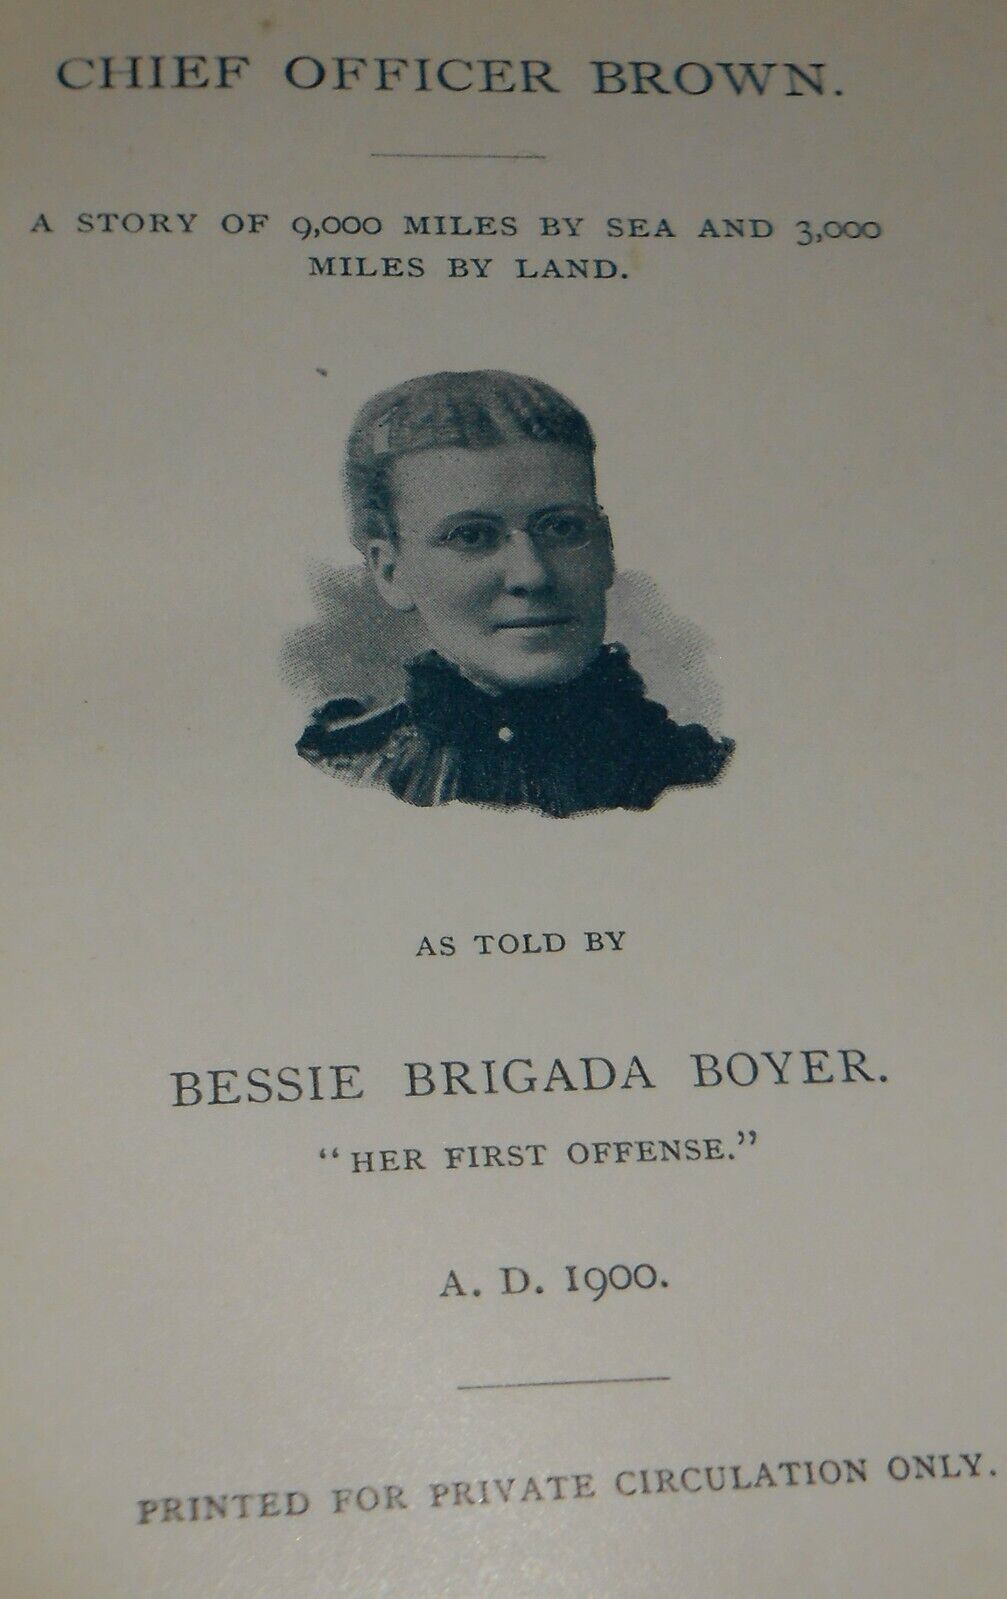 CHIEF OFFICER BROWN.
A STORY OF 9,000 MILES BY SEA AND 3,000
MILES BY LAND.
AS TOLD BY
BESSIE BRIGADA BOYER.
“HER FIRST OFFENSE.”
A. D. 1900.
PRINTED FOR PRIVATE CIRCULATION ONLY.